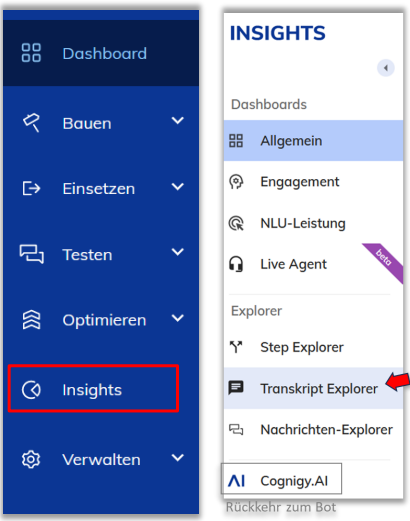 Dashboard
Bauen
Einsetzen
Testen
Optimieren
Insights
Verwalten
INSIGHTS
Dashboards
Allgemein
Engagement
NLU-Leistung
Live Agent
beta
Explorer
Step Explorer
Transkript Explorer
Nachrichten-Explorer
AI Cognigy.AI
Rückkehr zum Bot